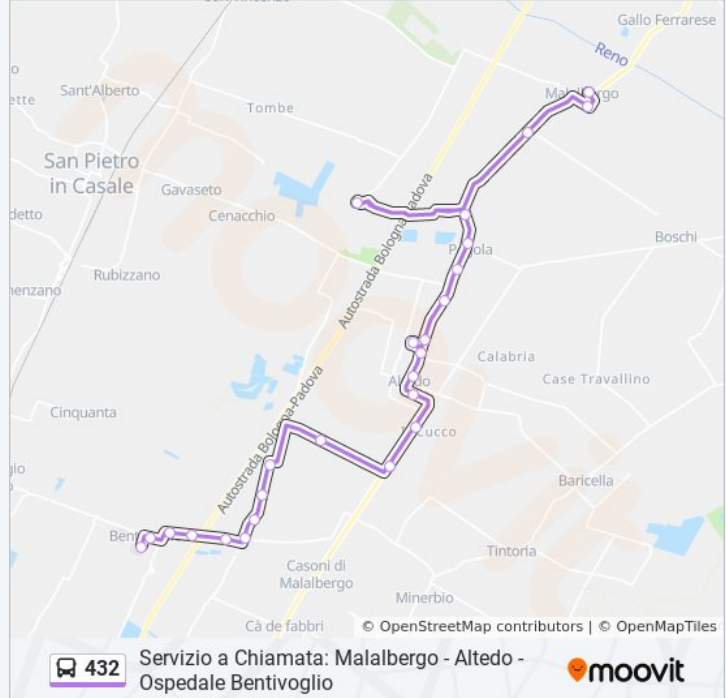 Gallo Ferrarese
Reno
Sant'Alberto
Malalbergo
Tombe
San Pietro
in Casale
Gavaseto
Cenacchio
Autostrada Bologna-Padova
Boschi
Rubizzano
Calabria
Case Travallino
Cinquanta
Autostrada Bologna-Padova
Baricella
Tintoria
Casoni di
Malalbergo
Minerbio
Cà de fabbri
© OpenStreetMap contributors | © OpenMapTiles
432
Servizio a Chiamata: Malalbergo - Altedo -
Ospedale Bentivoglio
moovit